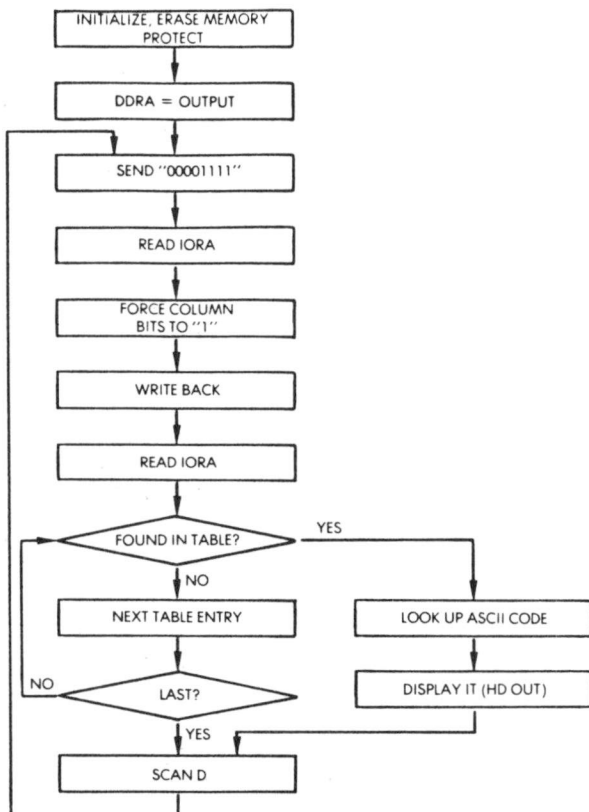 INITIALIZE, ERASE MEMORY
PROTECT
DDRA = OUTPUT
SEND "00001111"
READ IORA
FORCE COLUMN
BITS TO "1"
WRITE BACK
READ IORA
FOUND IN TABLE?
YES
NO
NEXT TABLE ENTRY
LOOK UP ASCII CODE
NO
LAST?
DISPLAY IT (HD OUT)
YES
SCAN D